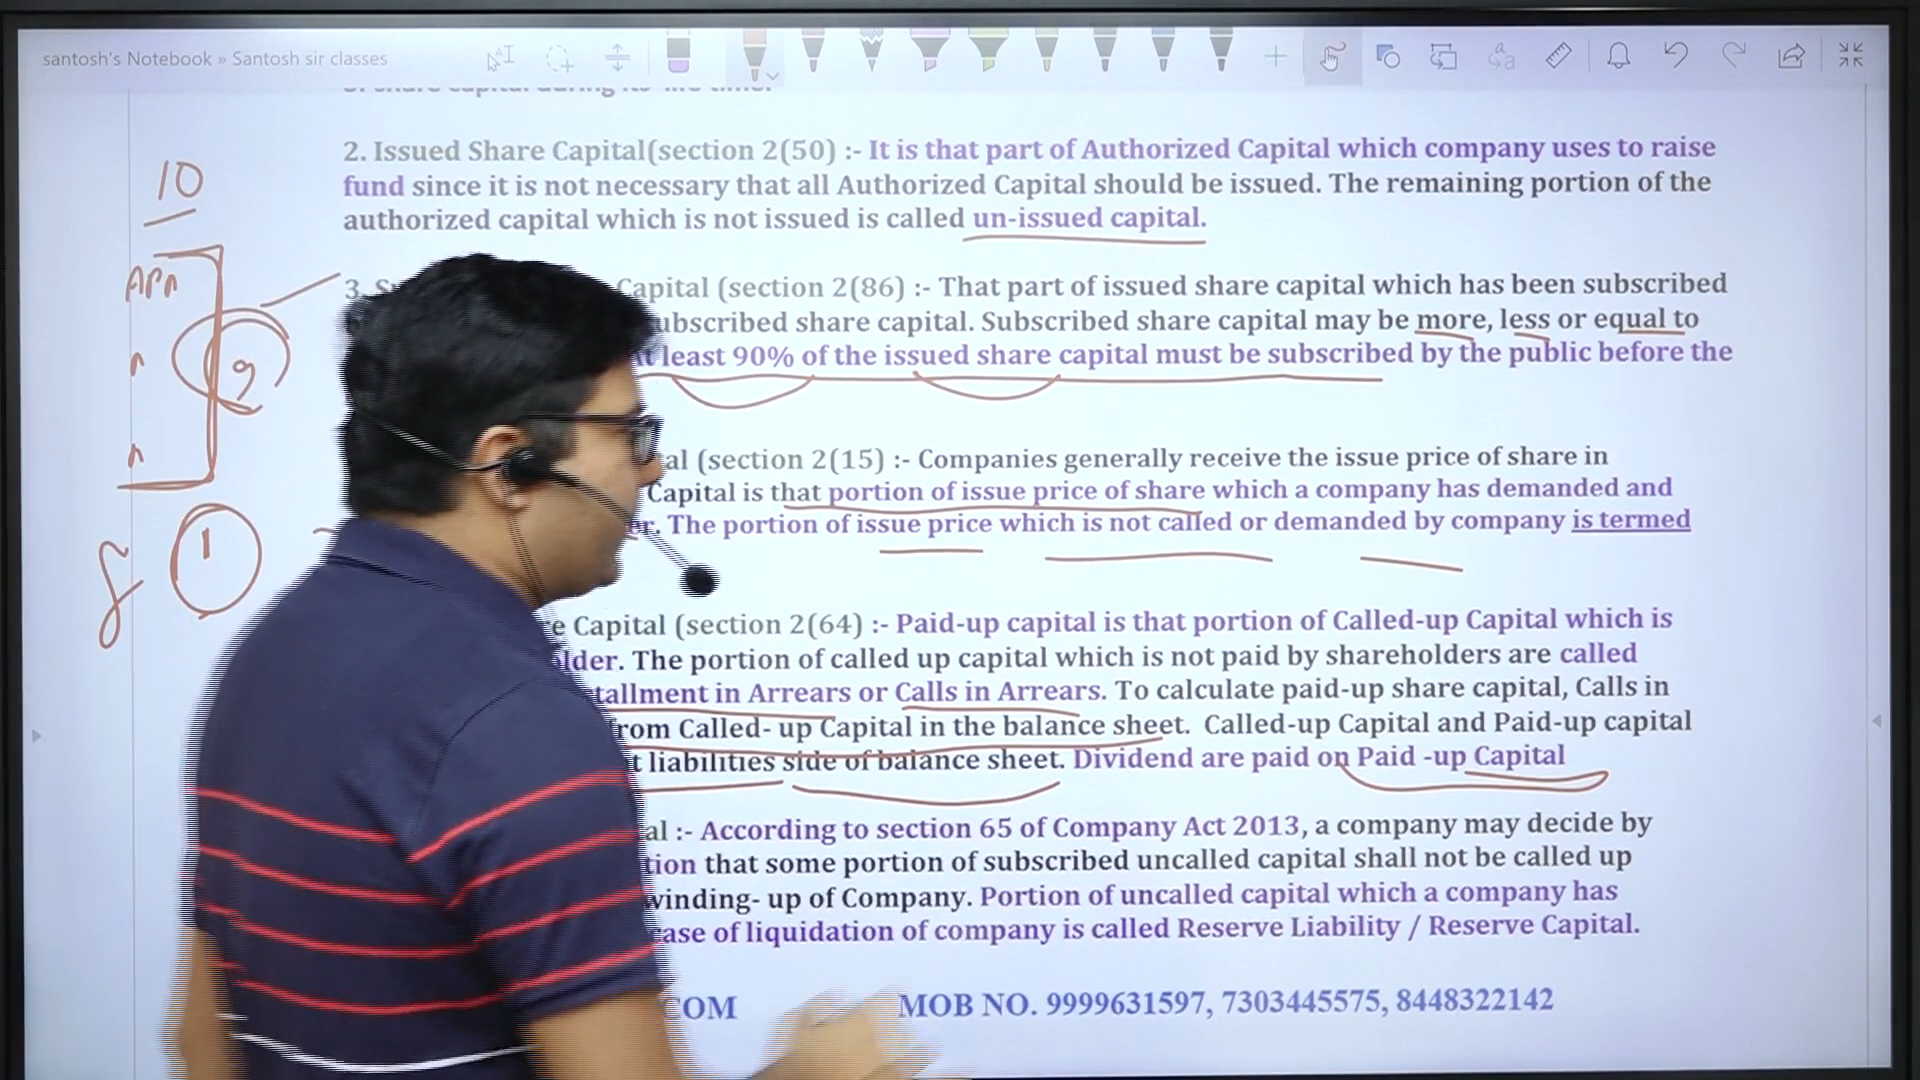 santosh's Notebook » Santosh sir classes
2. Issued Share Capital(section 2(50) :- It is that part of Authorized Capital which company uses to raise
fund since it is not necessary that all Authorized Capital should be issued. The remaining portion of the
authorized capital which is not issued is called un-issued capital.
10
3. Capital (section 2(86) :- That part of issued share capital which has been subscribed
subscribed share capital. Subscribed share capital may be more, less or equal to
least 90% of the issued share capital must be subscribed by the public before the
9
(section 2(15) :- Companies generally receive the issue price of share in
Capital is that portion of issue price of share which a company has demanded and
The portion of issue price which is not called or demanded by company is termed
1
Capital (section 2(64) :- Paid-up capital is that portion of Called-up Capital which is
The portion of called up capital which is not paid by shareholders are called
in Arrears or Calls in Arrears. To calculate paid-up share capital, Calls in
from Called- up Capital in the balance sheet. Called-up Capital and Paid-up capital
liabilities side of balance sheet. Dividend are paid on Paid -up Capital
:- According to section 65 of Company Act 2013, a company may decide by
that some portion of subscribed uncalled capital shall not be called up
winding- up of Company. Portion of uncalled capital which a company has
case of liquidation of company is called Reserve Liability / Reserve Capital.
COM MOB NO. 9999631597, 7303445575, 8448322142